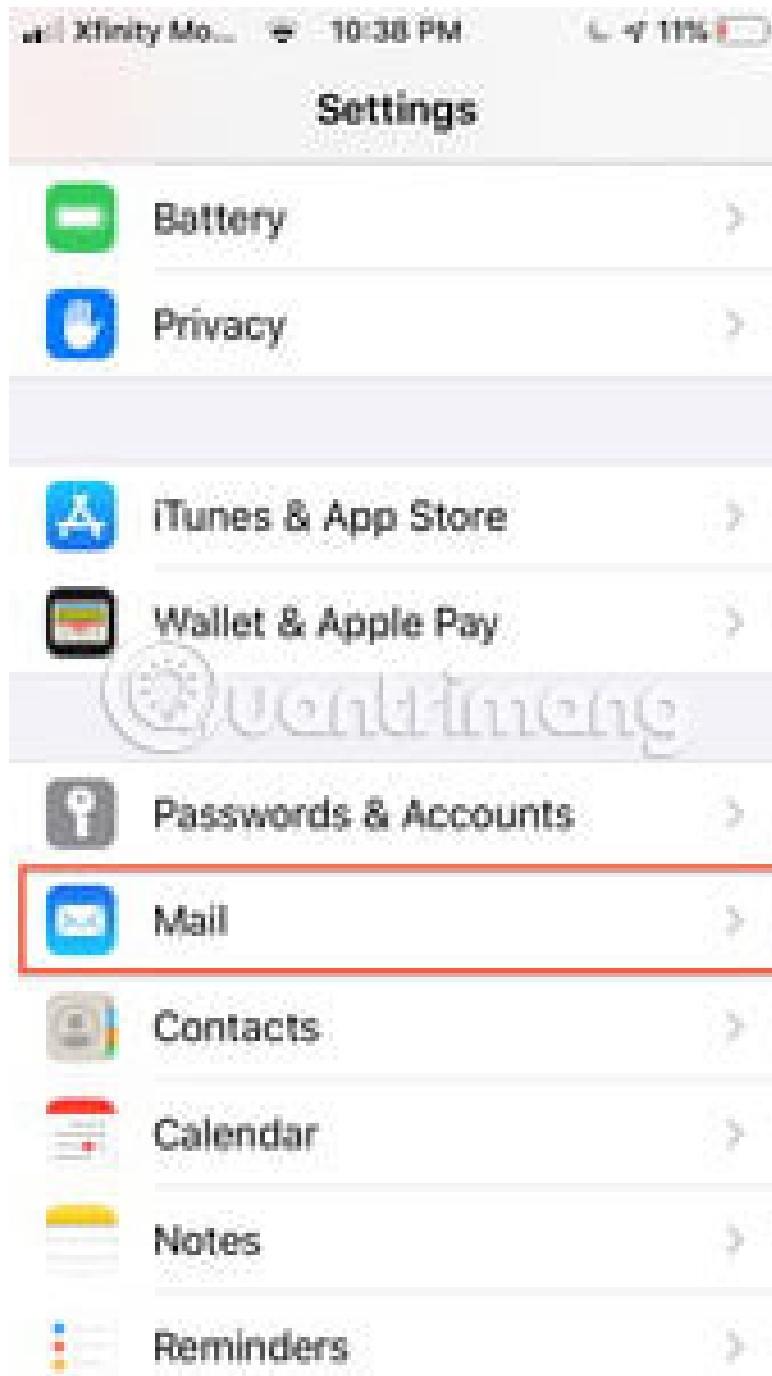 Xfinity Mo... 10:38 PM 11%
Settings
Battery
Privacy
iTunes & App Store
Wallet & Apple Pay
Quantrimang
Passwords & Accounts
Mail
Contacts
Calendar
Notes
Reminders